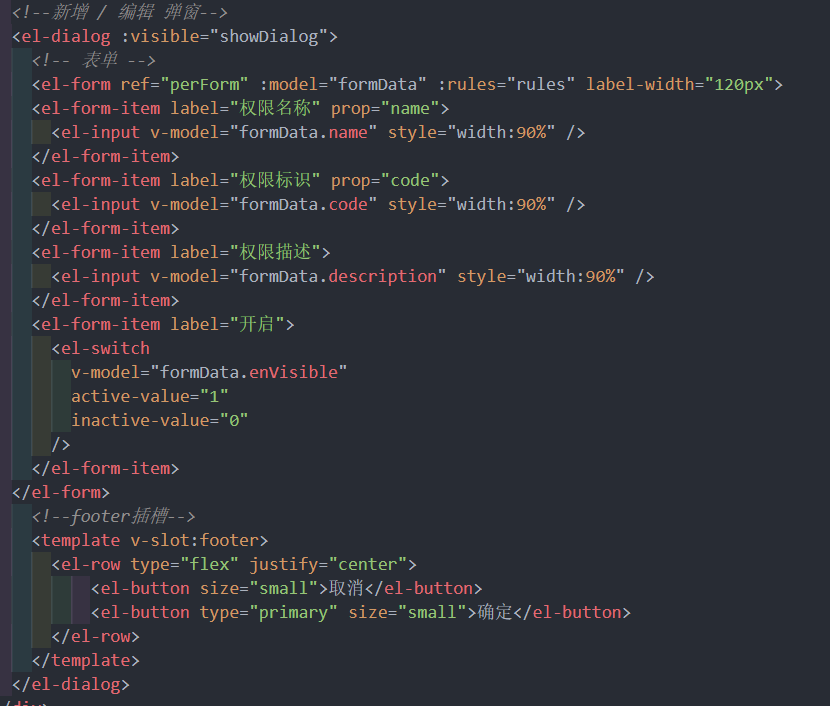 <!--新增 / 编辑 弹窗-->
<el-dialog :visible="showDialog">
<!-- 表单 -->
<el-form ref="perForm" :model="formData" :rules="rules" label-width="120px">
<el-form-item label="权限名称" prop="name">
<el-input v-model="formData.name" style="width:90%" />
</el-form-item>
<el-form-item label="权限标识" prop="code">
<el-input v-model="formData.code" style="width:90%" />
</el-form-item>
<el-form-item label="权限描述">
<el-input v-model="formData.description" style="width:90%" />
</el-form-item>
<el-form-item label="开启">
<el-switch
v-model="formData.enVisible"
active-value="1"
inactive-value="0"
/>
</el-form-item>
</el-form>
<!--footer插槽-->
<template v-slot:footer>
<el-row type="flex" justify="center">
<el-button size="small">取消</el-button>
<el-button type="primary" size="small">确定</el-button>
</el-row>
</template>
</el-dialog>